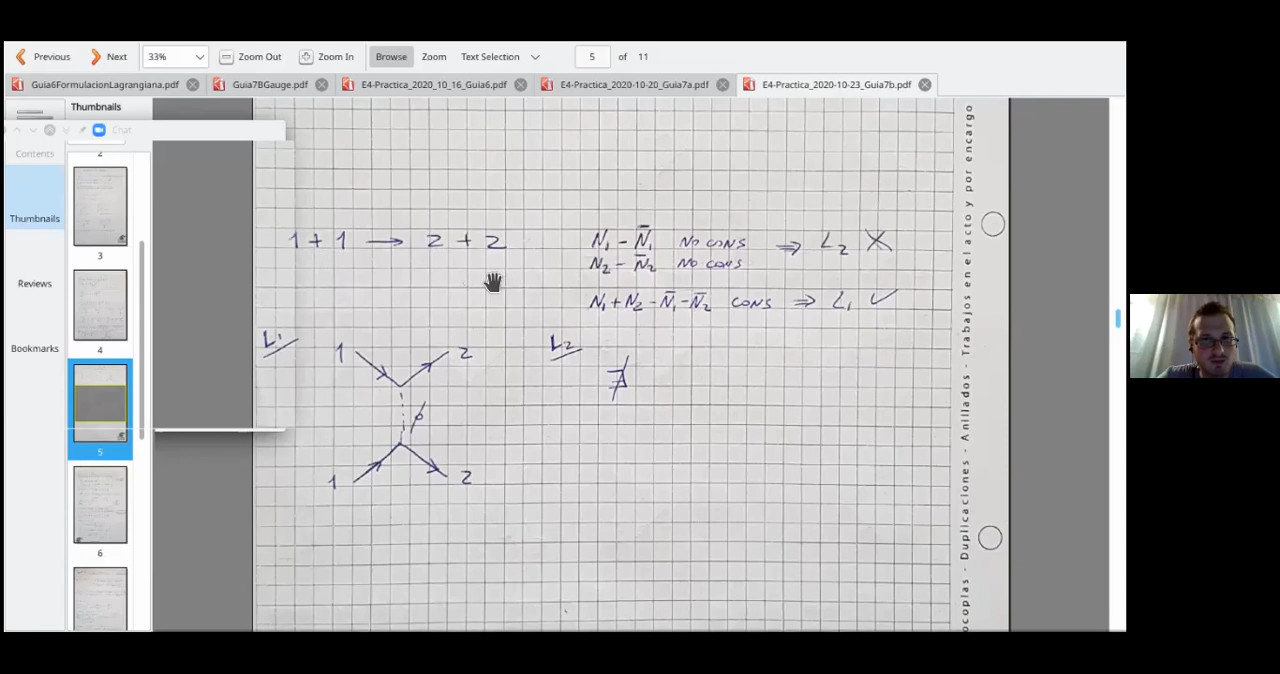 Previous Next 33% Zoom Out Zoom In Browse Zoom Text Selection 5 of 11
Guia6FormulacionLagrangiana.pdf Guia7BGauge.pdf E4-Practica_2020_10_16_Guia6.pdf E4-Practica_2020-10-20_Guia7a.pdf E4-Practica_2020-10-23_Guia7b.pdf
Thumbnails
Chat
Contents
2
Thumbnails
3
Reviews
4
Bookmarks
5
6
1 + 1 → 2 + 2
N₁ - N̄₁ NO CONS ⇒ L₂ X
N₂ - N̄₂ NO CONS
N₁ + N₂ - N̄₁ - N̄₂ CONS ⇒ L₁ ✓
L₁
1 2
ϕ
1 2
L₂
∄
ocopias - Duplicaciones - Anillados - Trabajos en el acto y por encargo